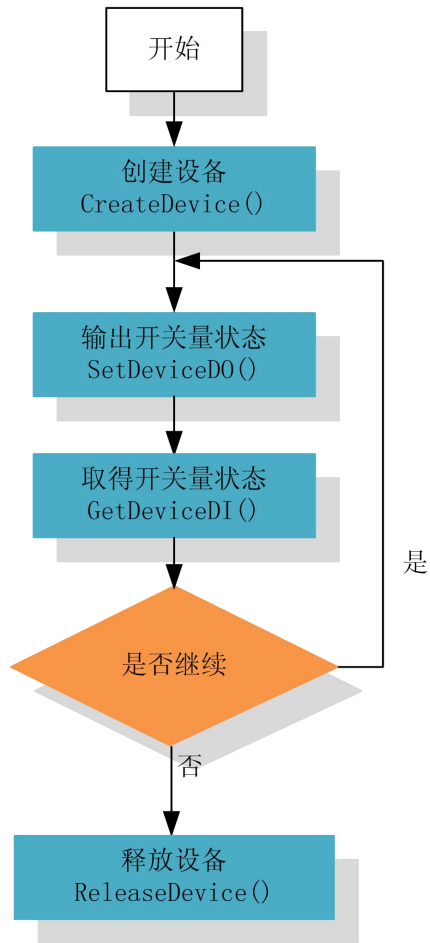 开始
创建设备
CreateDevice()
输出开关量状态
SetDeviceDO()
取得开关量状态
GetDeviceDI()
是
是否继续
否
释放设备
ReleaseDevice()